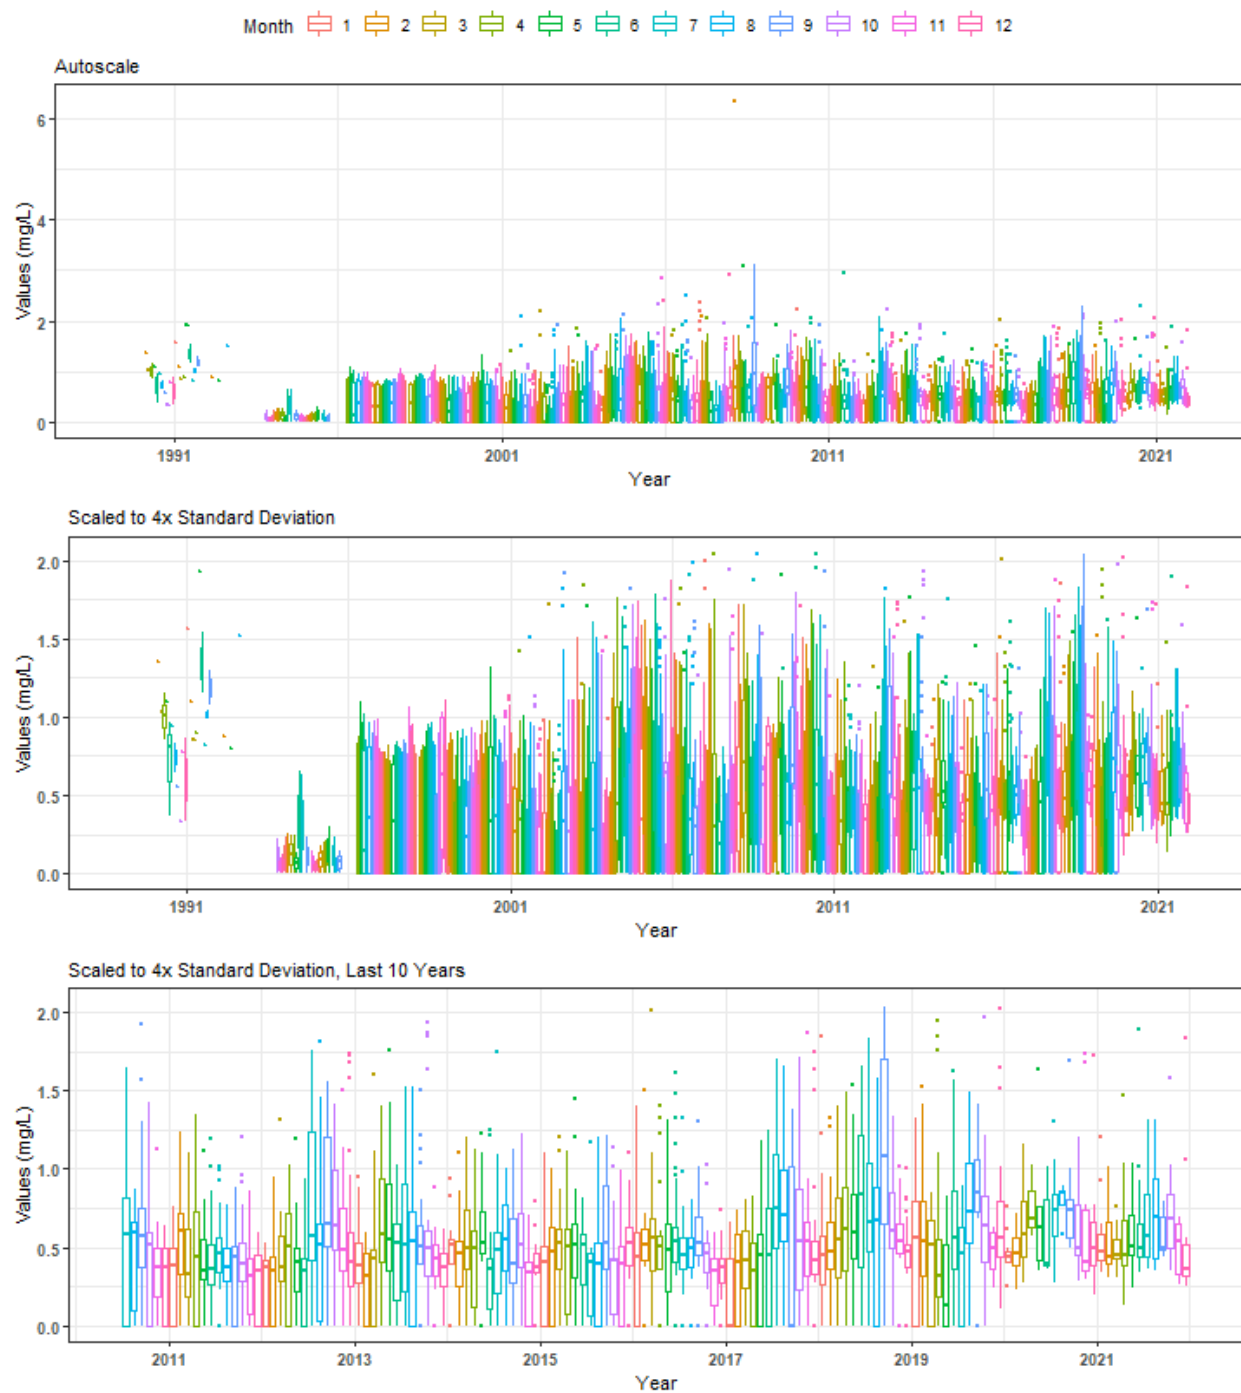 Month 1 2 3 4 5 6 7 8 9 10 11 12
Autoscale
6
4
2
0
Values (mg/L)
1991 2001 2011 2021
Year
Scaled to 4x Standard Deviation
2.0
1.5
1.0
0.5
0.0
Values (mg/L)
1991 2001 2011 2021
Year
Scaled to 4x Standard Deviation, Last 10 Years
2.0
1.5
1.0
0.5
0.0
Values (mg/L)
2011 2013 2015 2017 2019 2021
Year